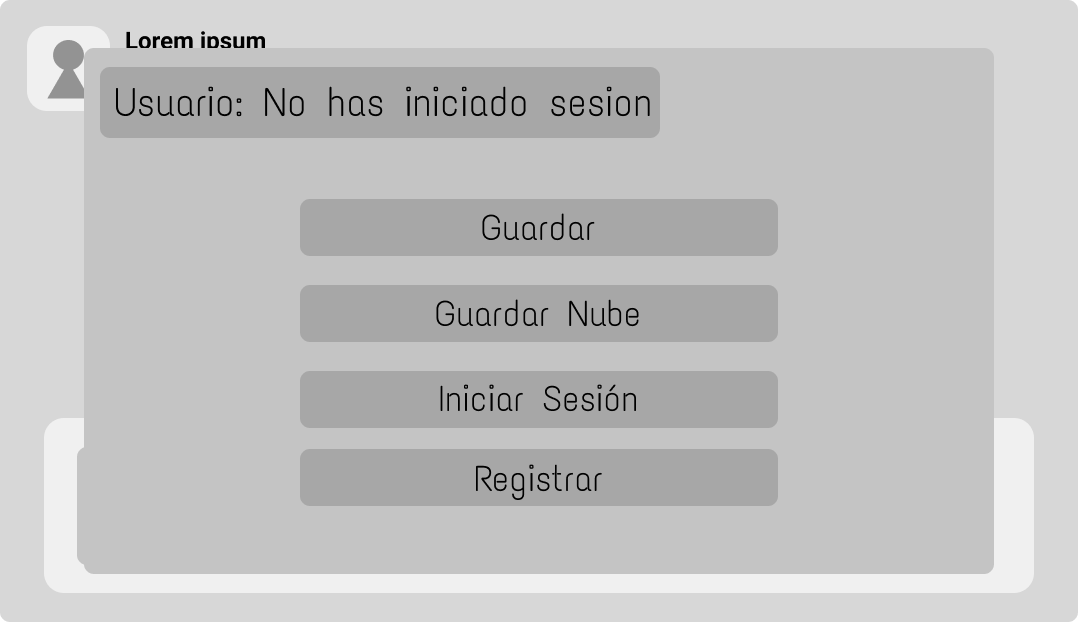 Lorem ipsum
Usuario: No has iniciado sesion
Guardar
Guardar Nube
Iniciar Sesión
Registrar